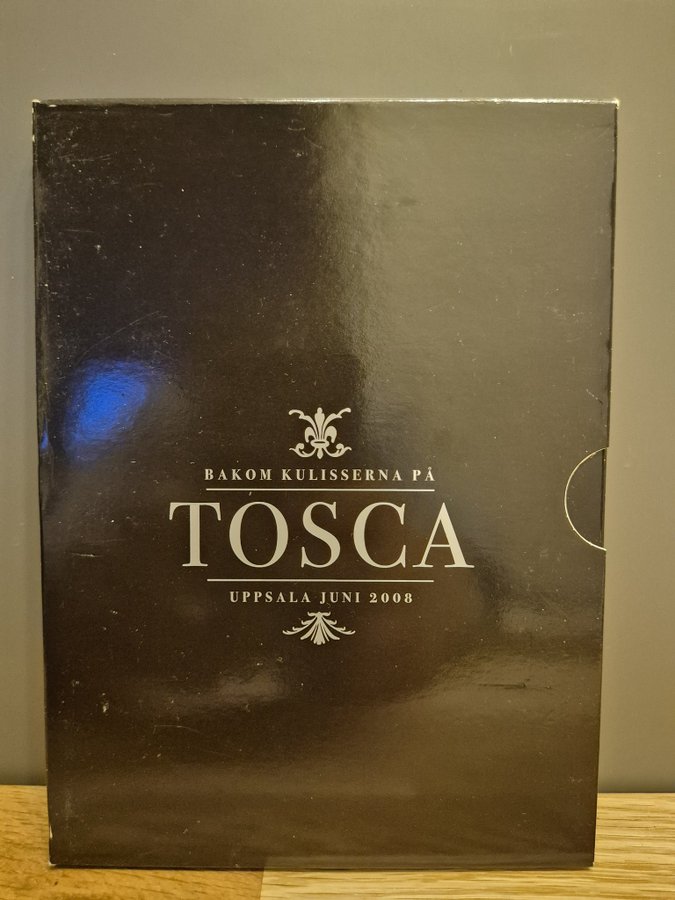 BAKOM KULISSERNA PÅ
TOSCA
UPPSALA JUNI 2008